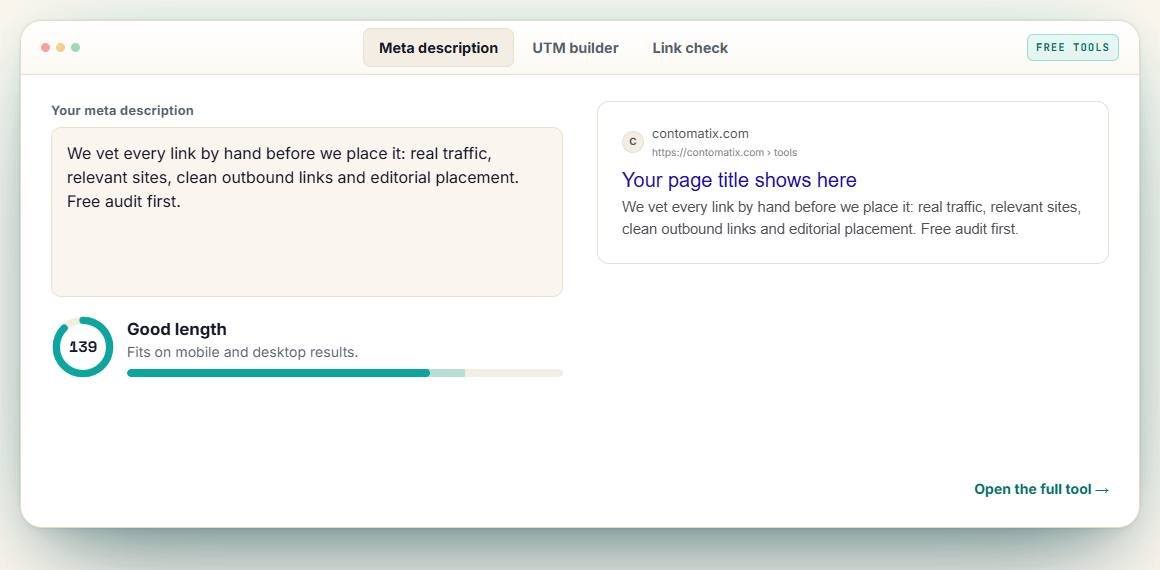 Meta description
UTM builder
Link check
FREE TOOLS
Your meta description
We vet every link by hand before we place it: real traffic,
relevant sites, clean outbound links and editorial placement.
Free audit first.
139
Good length
Fits on mobile and desktop results.
C
contomatix.com
https://contomatix.com › tools
Your page title shows here
We vet every link by hand before we place it: real traffic, relevant sites,
clean outbound links and editorial placement. Free audit first.
Open the full tool →